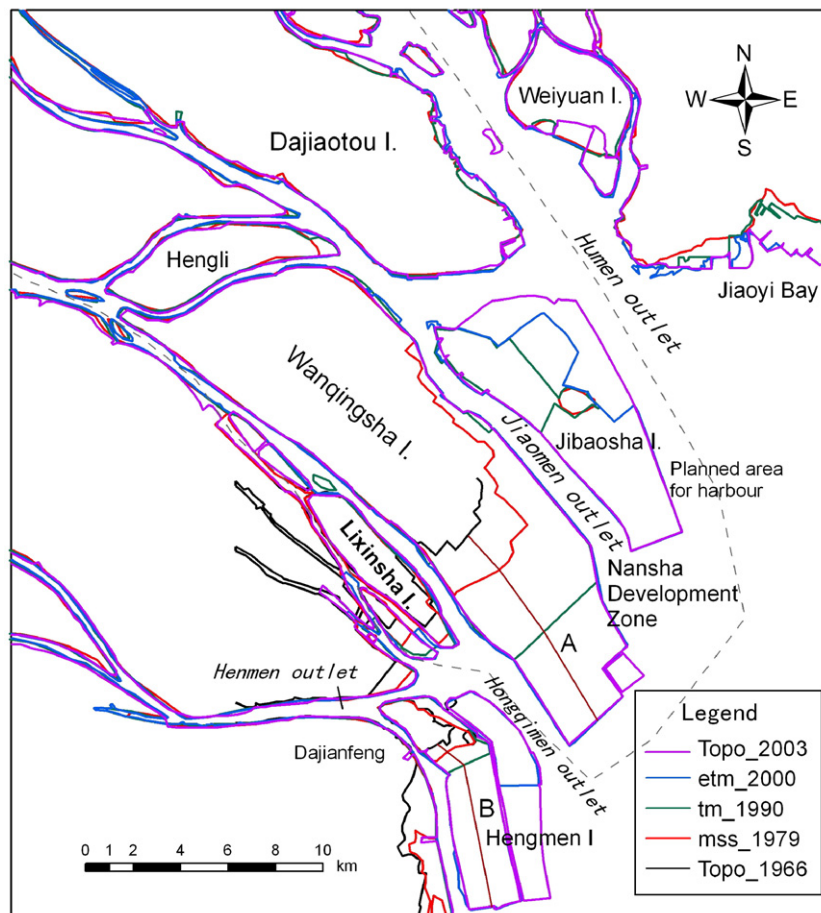 N
Weiyuan I.
W E
S
Dajiaotou I.
Humen outlet
Hengli
Jiaoyi Bay
Wanqingsha I.
Jiaomen outlet
Jibaosha I.
Planned area
for harbour
Lixinsha I.
Nansha
Development
Zone
A
Henmen outlet
Hongqimen outlet
Dajianfeng
B
Hengmen I
0 1 2 4 6 8 10
km
Legend
Topo_2003
etm_2000
tm_1990
mss_1979
Topo_1966